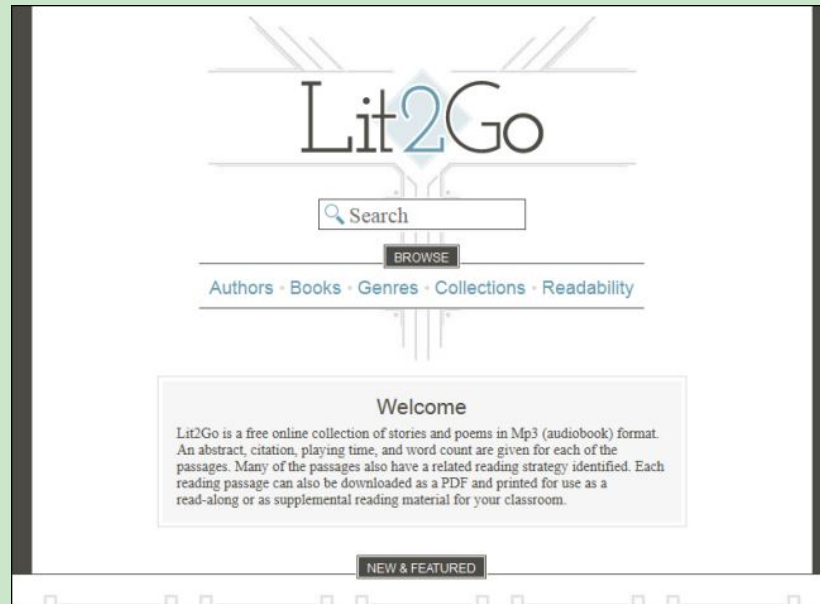 Lit2Go
Search
BROWSE
Authors • Books • Genres • Collections • Readability
Welcome
Lit2Go is a free online collection of stories and poems in Mp3 (audiobook) format.
An abstract, citation, playing time, and word count are given for each of the
passages. Many of the passages also have a related reading strategy identified. Each
reading passage can also be downloaded as a PDF and printed for use as a
read-along or as supplemental reading material for your classroom.
NEW & FEATURED